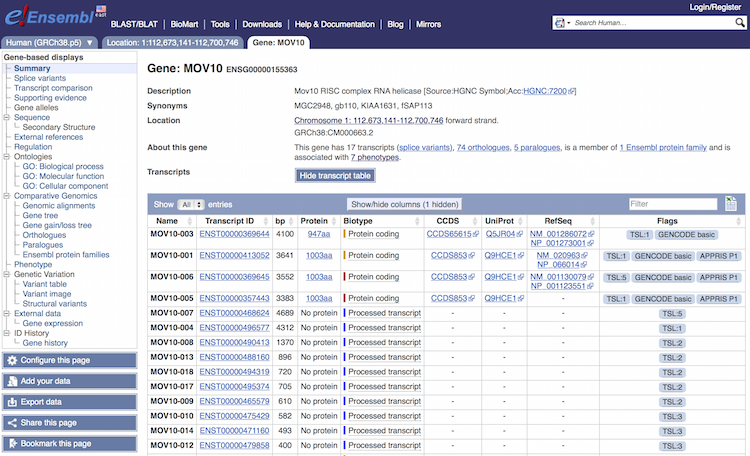 Login/Register
e!Ensembl east BLAST/BLAT | BioMart | Tools | Downloads | Help & Documentation | Blog | Mirrors Search Human...
Human (GRCh38.p5) ▼ Location: 1:112,673,141-112,700,746 Gene: MOV10
Gene-based displays
Summary
Splice variants
Transcript comparison
Supporting evidence
Gene alleles
Sequence
Secondary Structure
External references
Regulation
Ontologies
GO: Biological process
GO: Molecular function
GO: Cellular component
Comparative Genomics
Genomic alignments
Gene tree
Gene gain/loss tree
Orthologues
Paralogues
Ensembl protein families
Phenotype
Genetic Variation
Variant table
Variant image
Structural variants
External data
Gene expression
ID History
Gene history
Configure this page
Add your data
Export data
Share this page
Bookmark this page
Gene: MOV10 ENSG00000155363
Description Mov10 RISC complex RNA helicase [Source:HGNC Symbol;Acc:HGNC:7200]
Synonyms MGC2948, gb110, KIAA1631, fSAP113
Location Chromosome 1: 112,673,141-112,700,746 forward strand.
GRCh38:CM000663.2
About this gene This gene has 17 transcripts (splice variants), 74 orthologues, 5 paralogues, is a member of 1 Ensembl protein family and is
associated with 7 phenotypes.
Transcripts Hide transcript table
Show All entries Show/hide columns (1 hidden) Filter
Name Transcript ID bp Protein Biotype CCDS UniProt RefSeq Flags
MOV10-003 ENST00000369644 4100 947aa Protein coding CCDS65615 Q5JR04 NM_001286072 TSL:1 GENCODE basic
NP_001273001
MOV10-001 ENST00000413052 3641 1003aa Protein coding CCDS853 Q9HCE1 NM_020963 TSL:1 GENCODE basic APPRIS P1
NP_066014
MOV10-006 ENST00000369645 3552 1003aa Protein coding CCDS853 Q9HCE1 NM_001130079 TSL:5 GENCODE basic APPRIS P1
NP_001123551
MOV10-005 ENST00000357443 3383 1003aa Protein coding CCDS853 Q9HCE1 - TSL:1 GENCODE basic APPRIS P1
MOV10-007 ENST00000468624 4689 No protein Processed transcript - - - TSL:5
MOV10-004 ENST00000496577 4312 No protein Processed transcript - - - TSL:1
MOV10-008 ENST00000490413 1370 No protein Processed transcript - - - TSL:2
MOV10-013 ENST00000488160 896 No protein Processed transcript - - - TSL:2
MOV10-018 ENST00000494319 720 No protein Processed transcript - - - TSL:2
MOV10-017 ENST00000495374 705 No protein Processed transcript - - - TSL:2
MOV10-009 ENST00000465579 610 No protein Processed transcript - - - TSL:2
MOV10-010 ENST00000475429 582 No protein Processed transcript - - - TSL:3
MOV10-014 ENST00000471160 493 No protein Processed transcript - - - TSL:3
MOV10-012 ENST00000479858 400 No protein Processed transcript - - - TSL:3